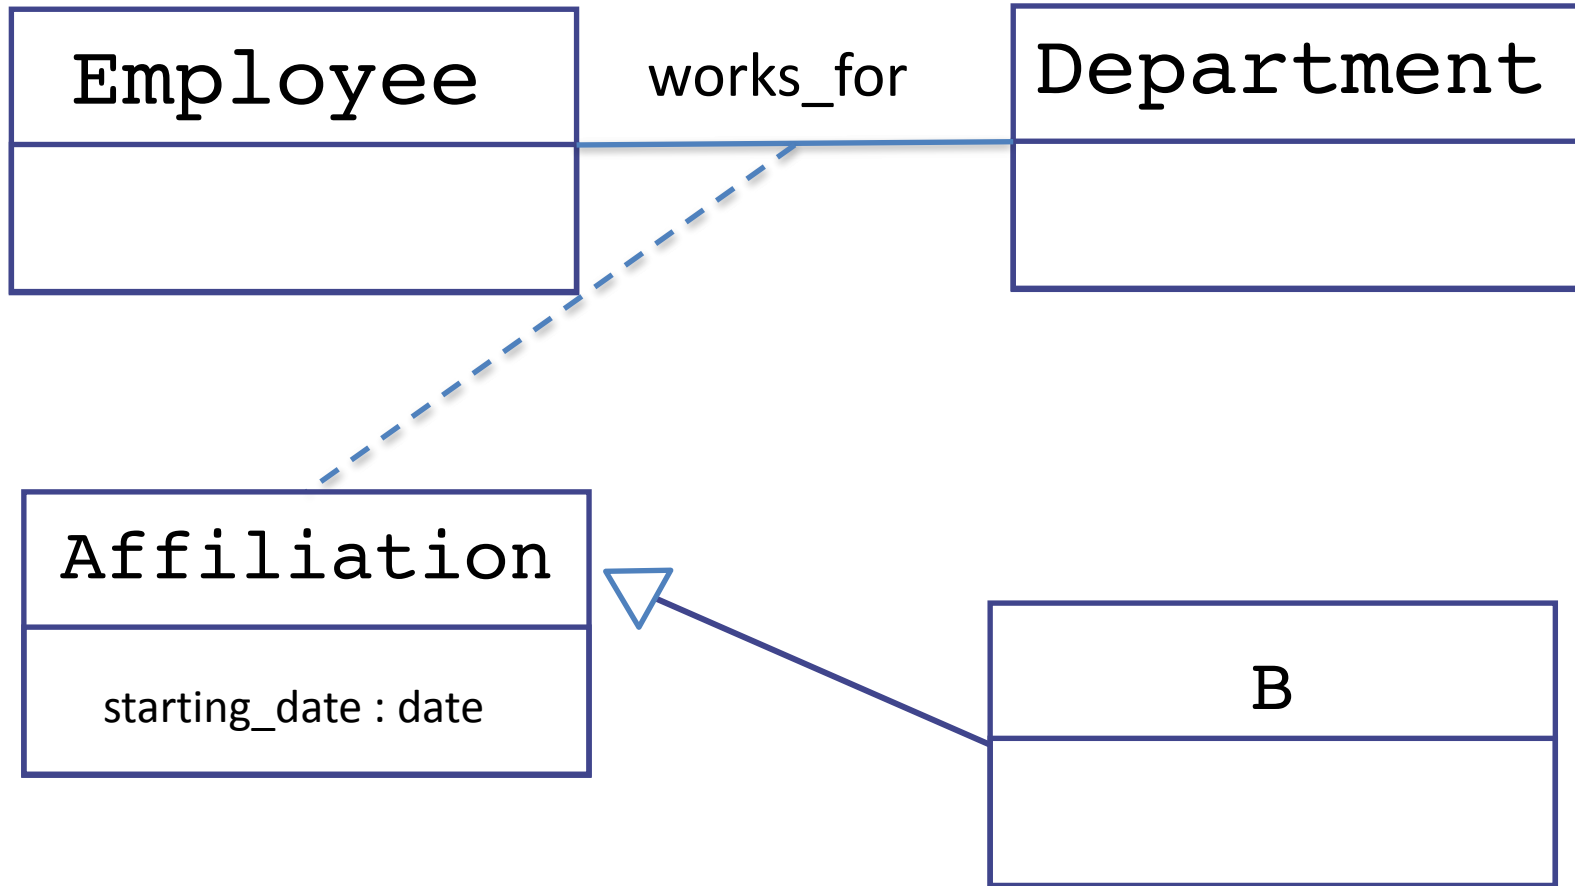 Employee
works_for
Department
Affiliation
starting_date : date
B